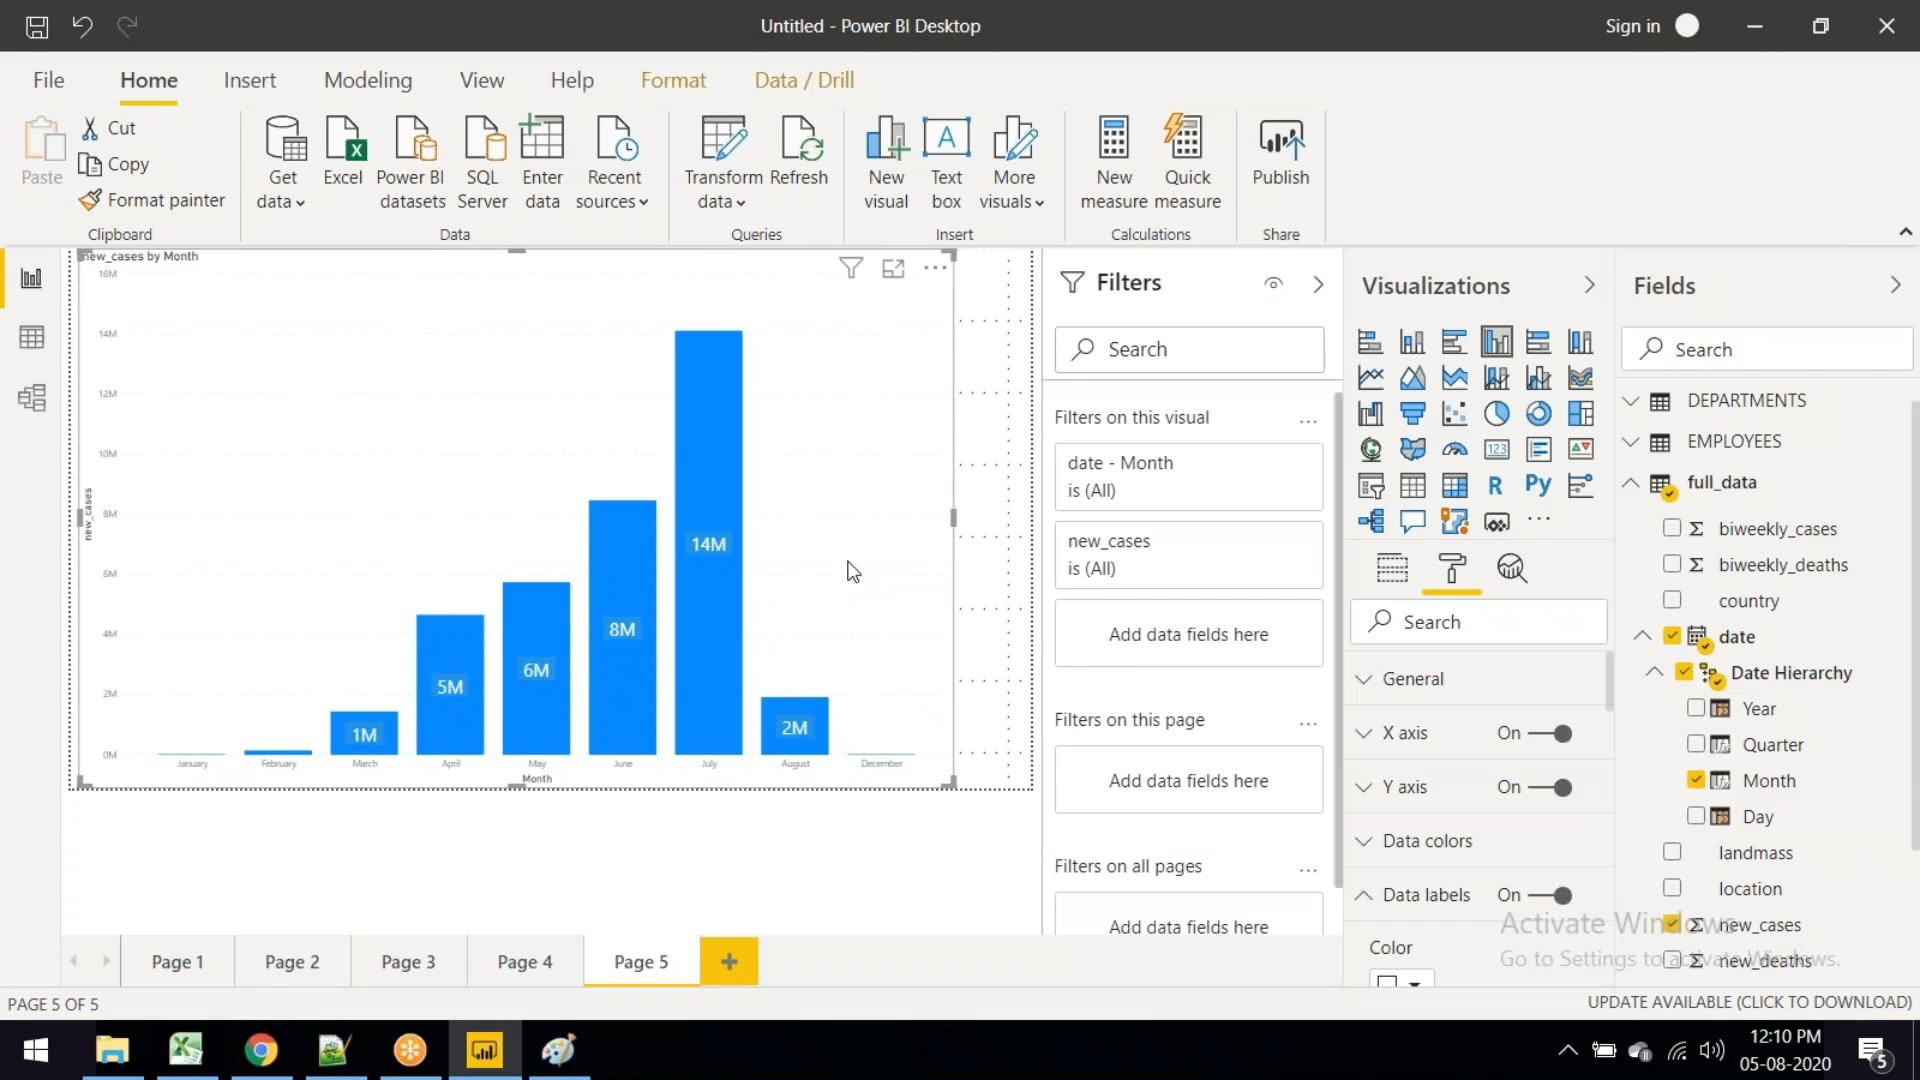 Untitled - Power BI Desktop
Sign in
File Home Insert Modeling View Help Format Data / Drill
Paste
Cut
Copy
Format painter
Clipboard
Get data
Excel
Power BI datasets
SQL Server
Enter data
Recent sources
Data
Transform data
Refresh
Queries
New visual
Text box
More visuals
Insert
New measure
Quick measure
Calculations
Publish
Share
new_cases by Month
16M
14M
12M
10M
8M
6M
4M
2M
0M
new_cases
1M
5M
6M
8M
14M
2M
January February March April May June July August December
Month
Filters
Search
Filters on this visual ...
date - Month
is (All)
new_cases
is (All)
Add data fields here
Filters on this page ...
Add data fields here
Filters on all pages ...
Add data fields here
Visualizations
123
R Py
...
Search
General
X axis On
Y axis On
Data colors
Data labels On
Color
Fields
Search
DEPARTMENTS
EMPLOYEES
full_data
Σ biweekly_cases
Σ biweekly_deaths
country
date
Date Hierarchy
Year
Quarter
Month
Day
landmass
location
Σ new_cases
Σ new_deaths
Activate Windows
Go to Settings to activate Windows.
Page 1 Page 2 Page 3 Page 4 Page 5 +
PAGE 5 OF 5
UPDATE AVAILABLE (CLICK TO DOWNLOAD)
12:10 PM
05-08-2020
5